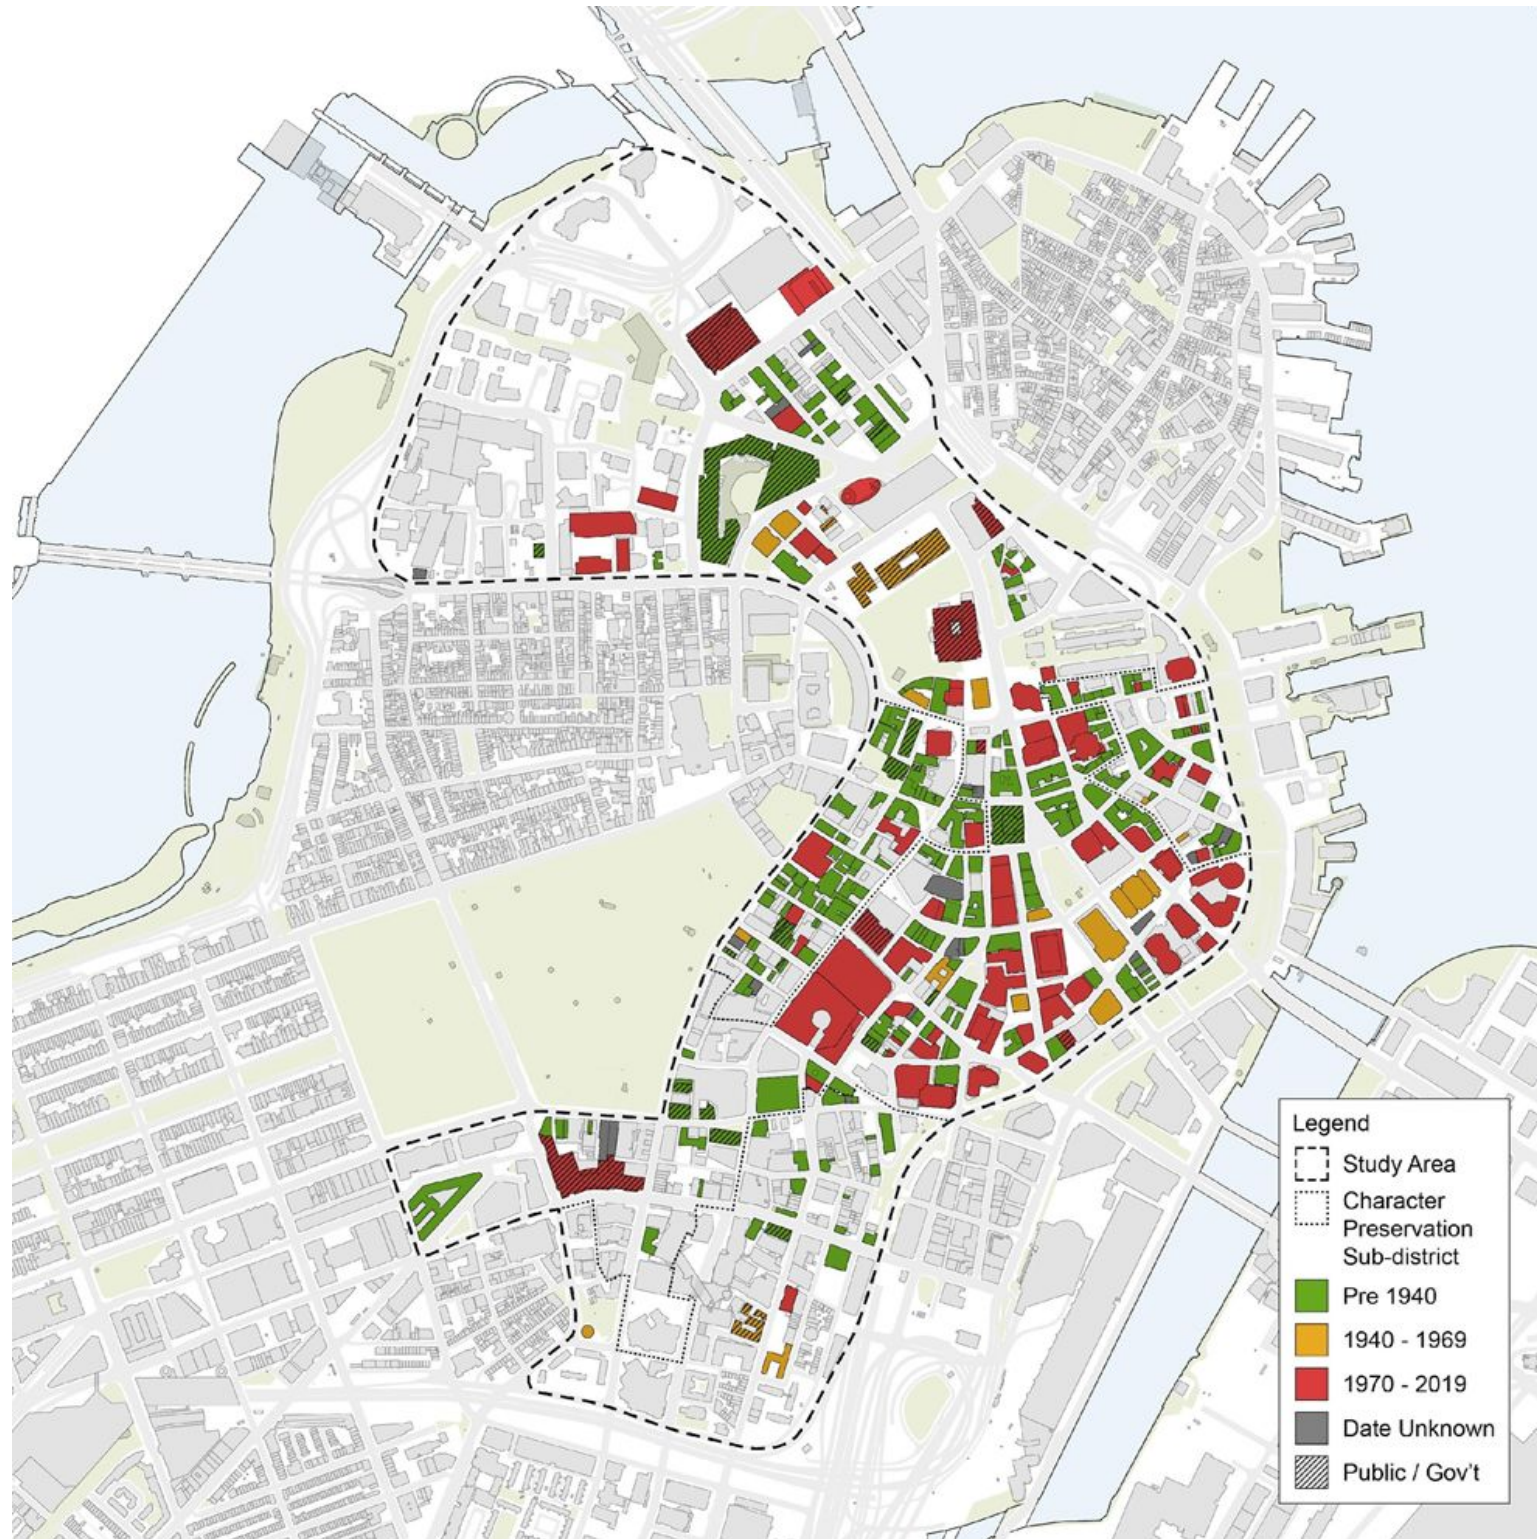 Legend
Study Area
Character
Preservation
Sub-district
Pre 1940
1940 - 1969
1970 - 2019
Date Unknown
Public / Gov't